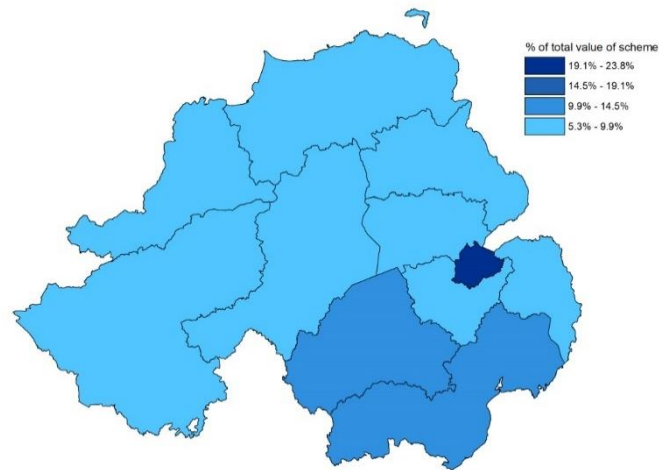 % of total value of scheme
19.1% - 23.8%
14.5% - 19.1%
9.9% - 14.5%
5.3% - 9.9%